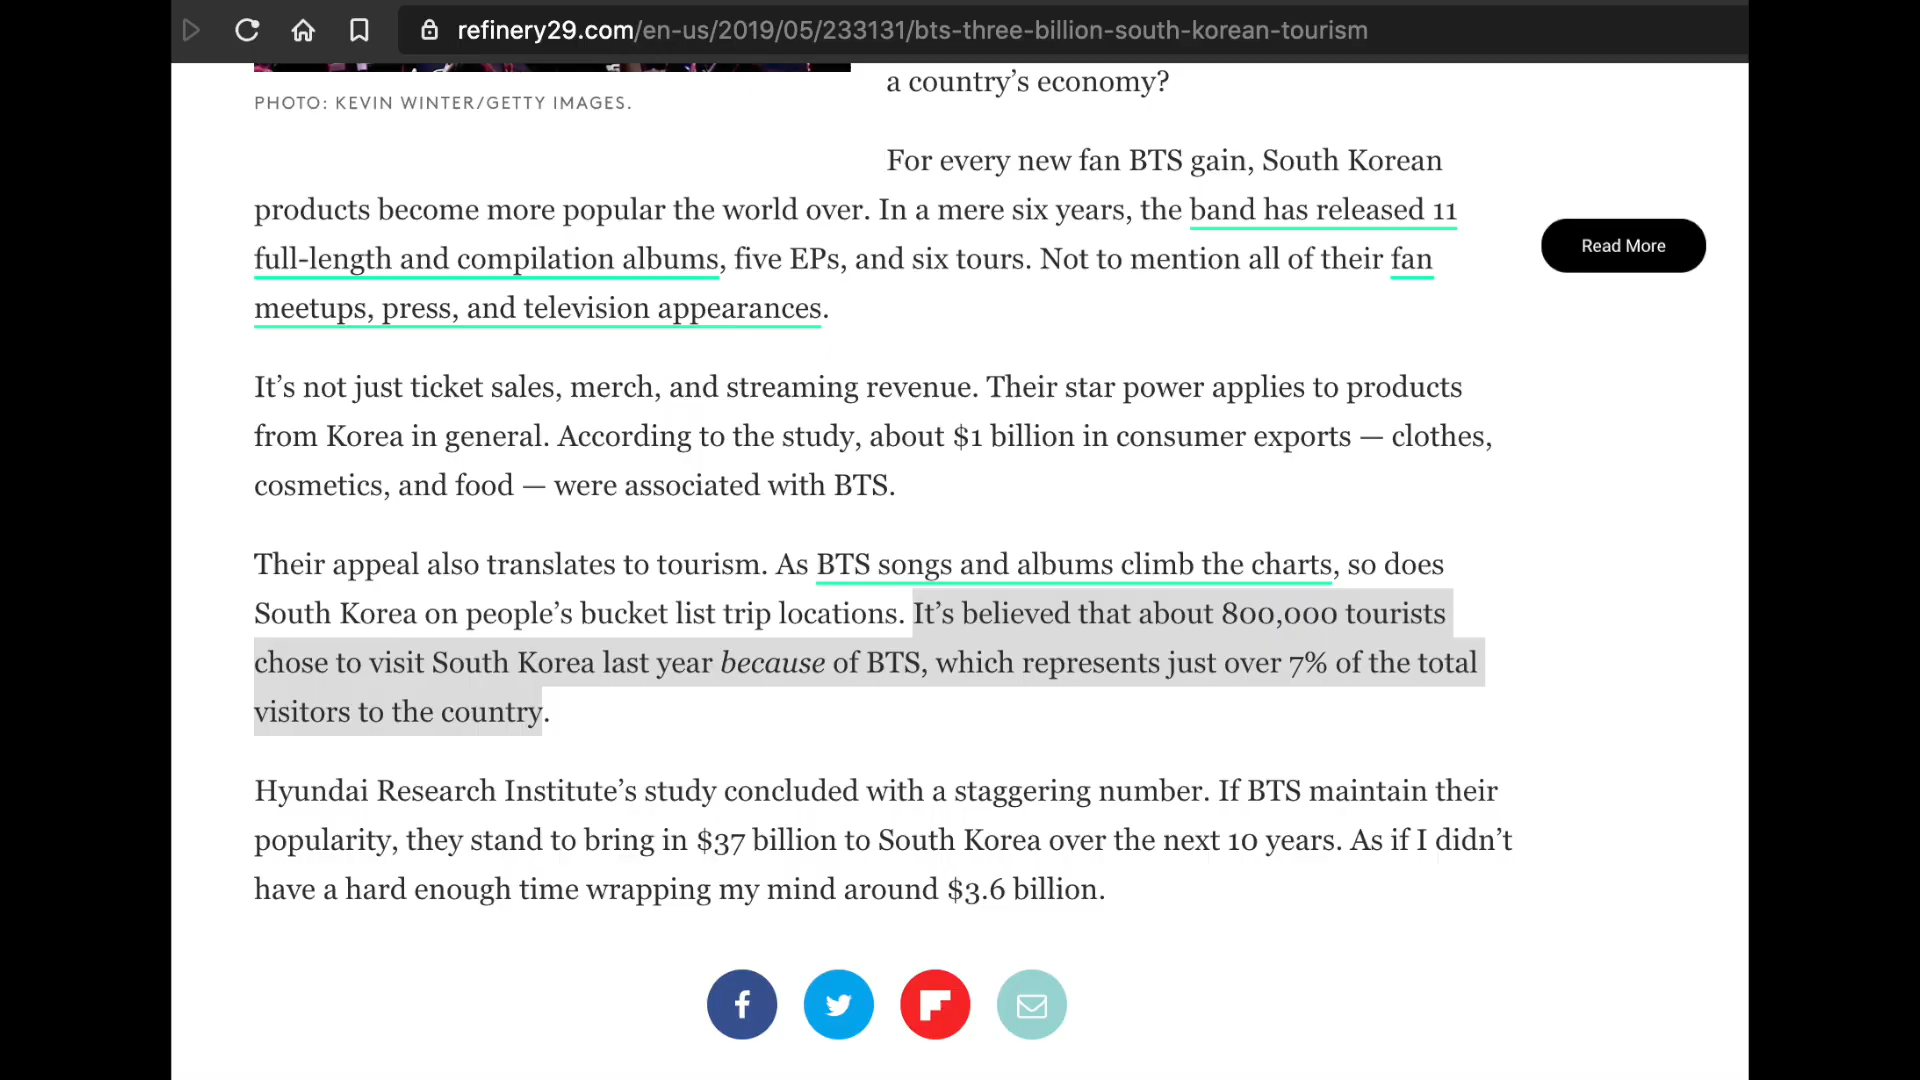 refinery29.com/en-us/2019/05/233131/bts-three-billion-south-korean-tourism
PHOTO: KEVIN WINTER/GETTY IMAGES.
a country’s economy?
For every new fan BTS gain, South Korean
products become more popular the world over. In a mere six years, the band has released 11
full-length and compilation albums, five EPs, and six tours. Not to mention all of their fan
meetups, press, and television appearances.
Read More
It’s not just ticket sales, merch, and streaming revenue. Their star power applies to products
from Korea in general. According to the study, about $1 billion in consumer exports — clothes,
cosmetics, and food — were associated with BTS.
Their appeal also translates to tourism. As BTS songs and albums climb the charts, so does
South Korea on people’s bucket list trip locations. It’s believed that about 800,000 tourists
chose to visit South Korea last year because of BTS, which represents just over 7% of the total
visitors to the country.
Hyundai Research Institute’s study concluded with a staggering number. If BTS maintain their
popularity, they stand to bring in $37 billion to South Korea over the next 10 years. As if I didn’t
have a hard enough time wrapping my mind around $3.6 billion.